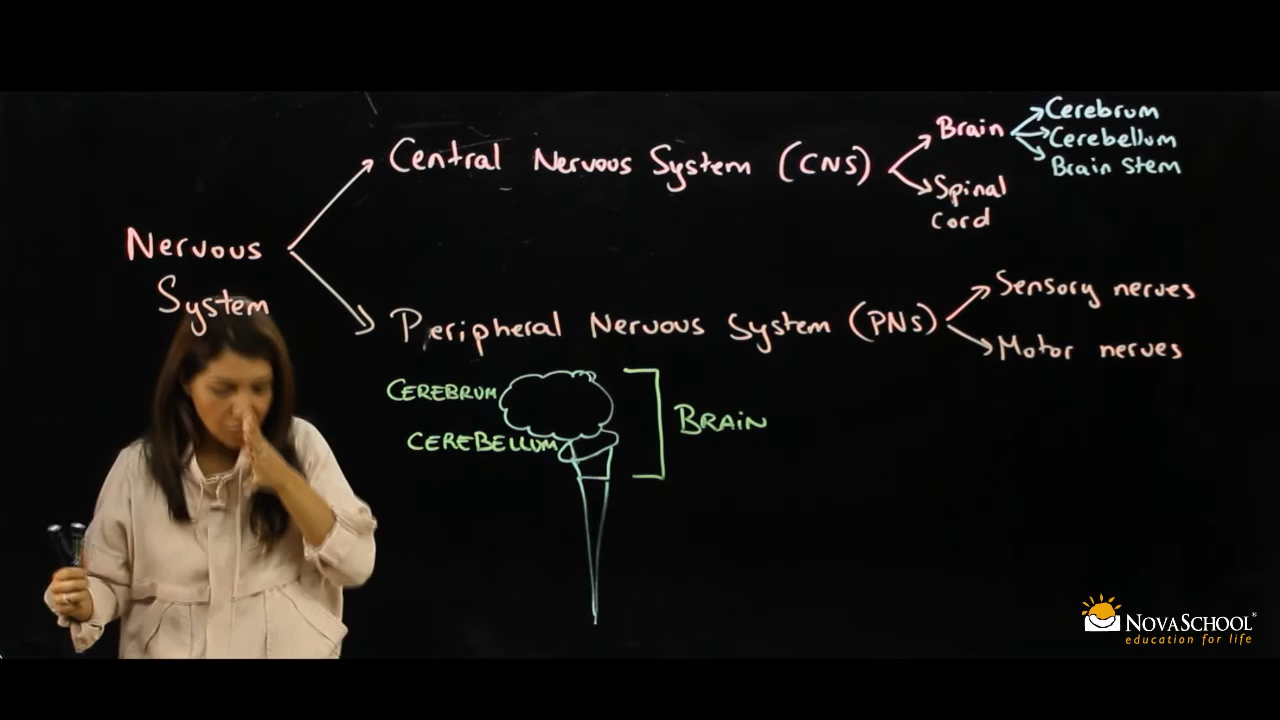 Nervous
System
Central Nervous System (CNS)
Brain
Cerebrum
Cerebellum
Brain stem
Spinal
cord
Peripheral Nervous System (PNS)
Sensory nerves
Motor nerves
CEREBRUM
CEREBELLUM
BRAIN
NOVASCHOOL®
education for life